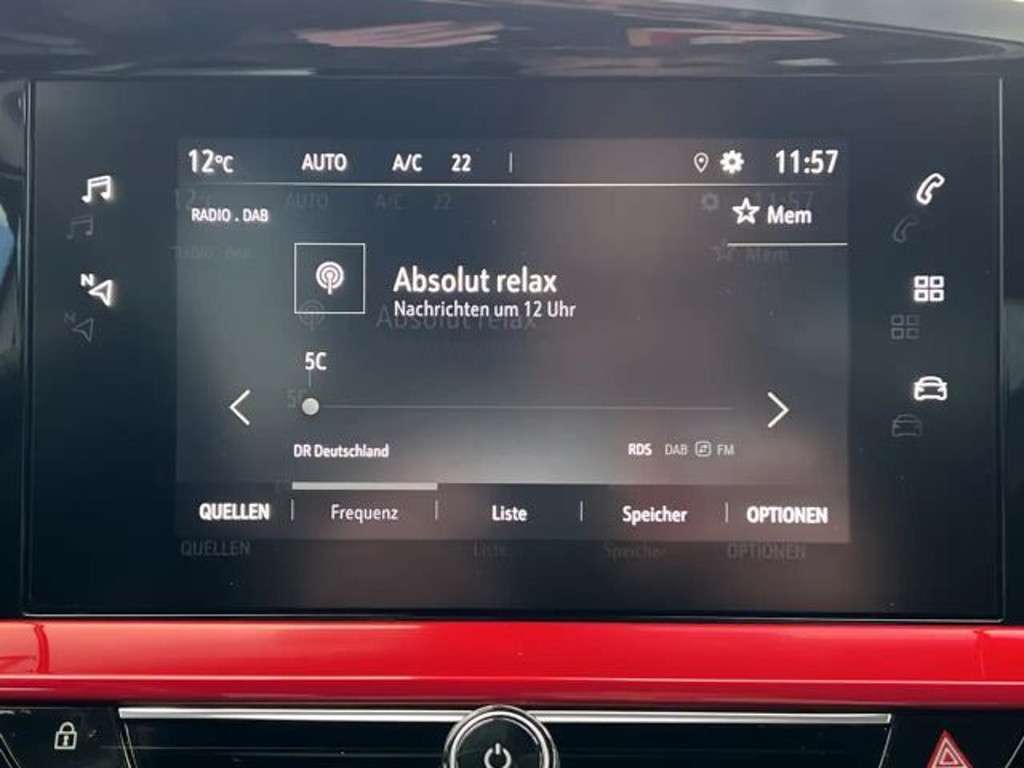 12°C AUTO A/C 22 11:57
RADIO . DAB
Mem
N
Absolut relax
Nachrichten um 12 Uhr
5C
DR Deutschland RDS DAB FM
QUELLEN Frequenz Liste Speicher OPTIONEN